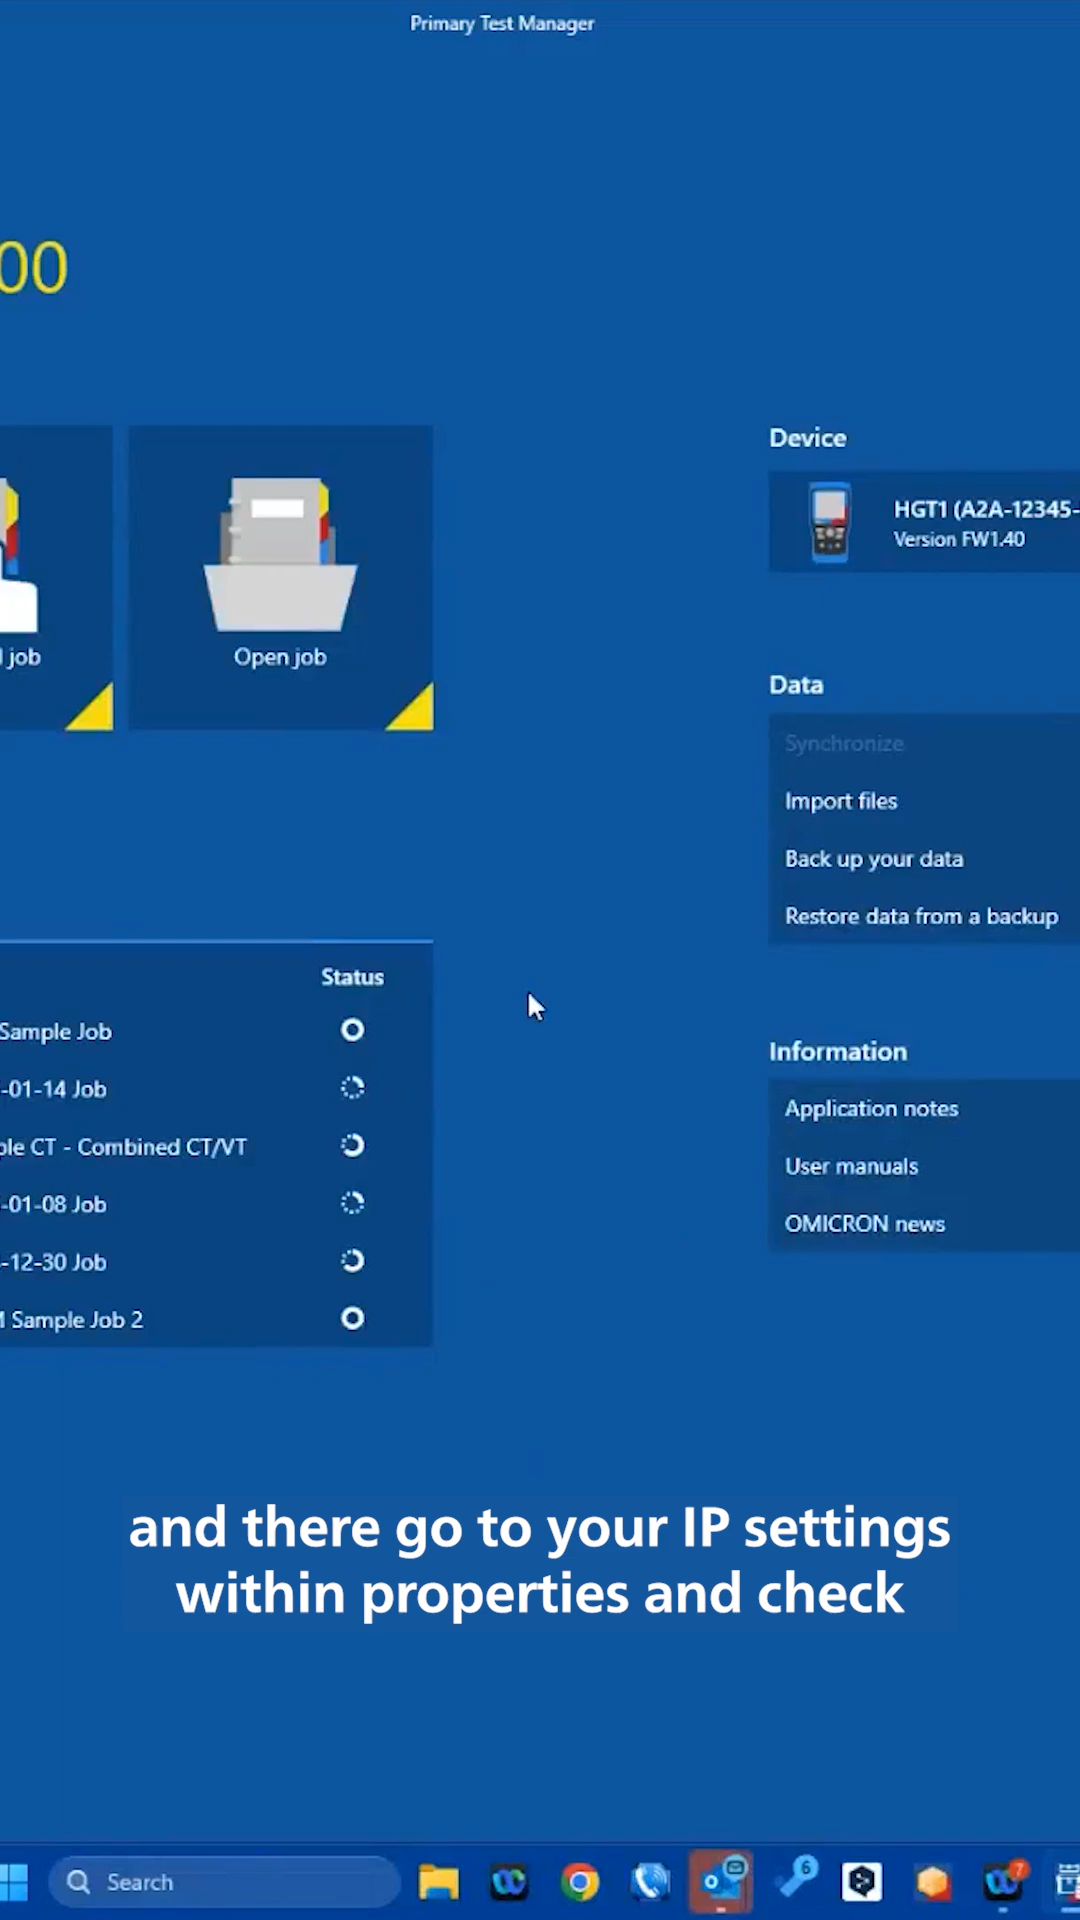 Primary Test Manager
00
job
Open job
Device
HGT1 (A2A-12345-
Version FW1.40
Data
Synchronize
Import files
Back up your data
Restore data from a backup
Status
Sample Job
-01-14 Job
ple CT - Combined CT/VT
-01-08 Job
-12-30 Job
Sample Job 2
Information
Application notes
User manuals
OMICRON news
and there go to your IP settings
within properties and check
Search
6
7